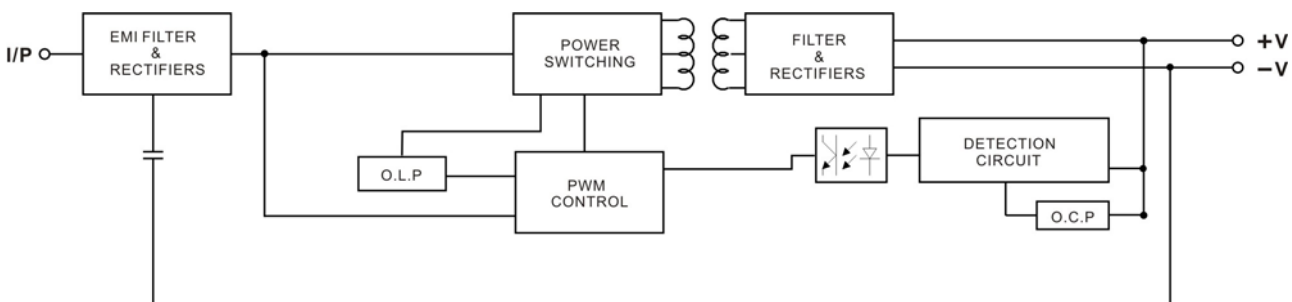 I/P
EMI FILTER
&
RECTIFIERS
POWER
SWITCHING
FILTER
&
RECTIFIERS
+V
−V
O.L.P
PWM
CONTROL
DETECTION
CIRCUIT
O.C.P